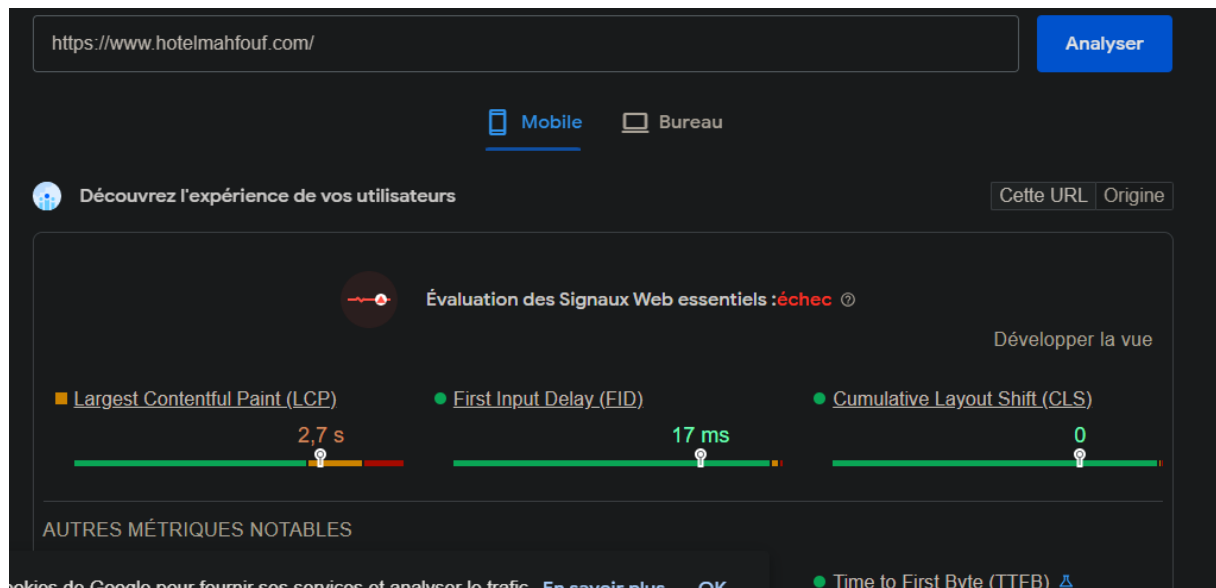 https://www.hotelmahfouf.com/
Analyser
Mobile
Bureau
Découvrez l'expérience de vos utilisateurs
Cette URL
Origine
Évaluation des Signaux Web essentiels :échec
Développer la vue
Largest Contentful Paint (LCP)
2,7 s
First Input Delay (FID)
17 ms
Cumulative Layout Shift (CLS)
0
AUTRES MÉTRIQUES NOTABLES
de Google pour fournir ses services et analyser le trafic. En savoir plus OK
Time to First Byte (TTFB)